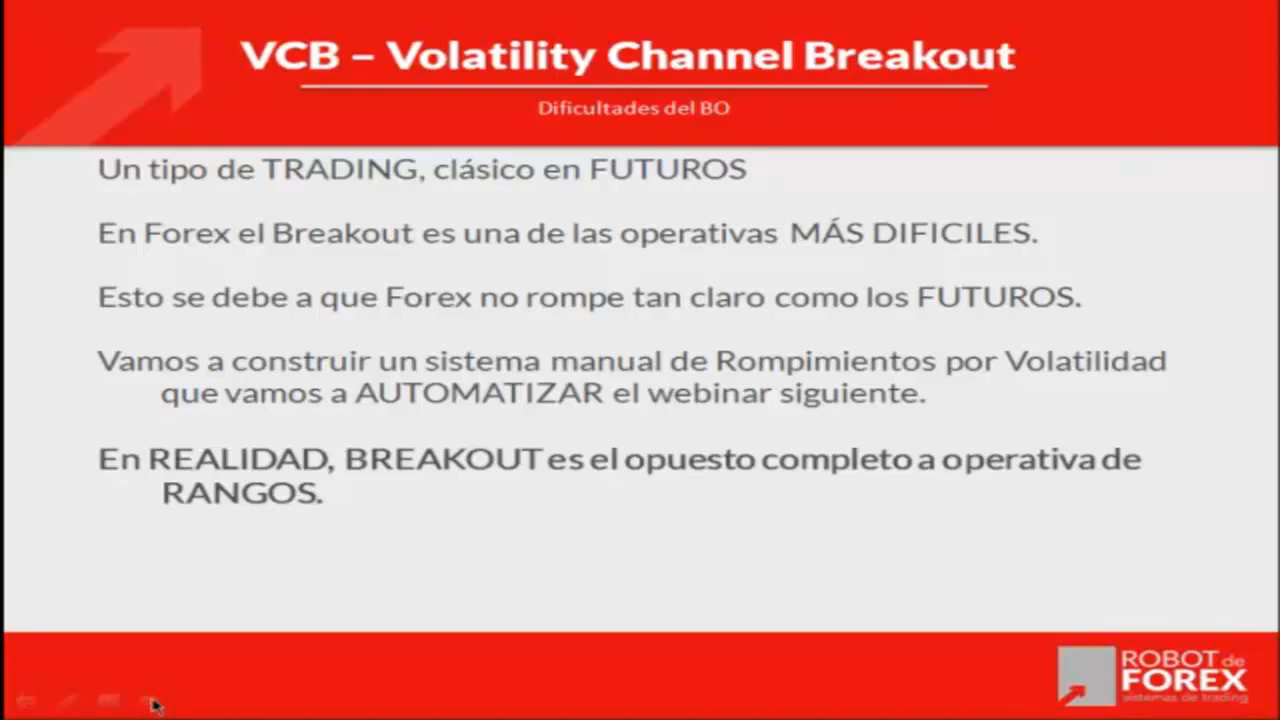 VCB – Volatility Channel Breakout
Dificultades del BO
Un tipo de TRADING, clásico en FUTUROS
En Forex el Breakout es una de las operativas MÁS DIFICILES.
Esto se debe a que Forex no rompe tan claro como los FUTUROS.
Vamos a construir un sistema manual de Rompimientos por Volatilidad
que vamos a AUTOMATIZAR el webinar siguiente.
En REALIDAD, BREAKOUT es el opuesto completo a operativa de
RANGOS.
ROBOT de
FOREX
sistemas de trading